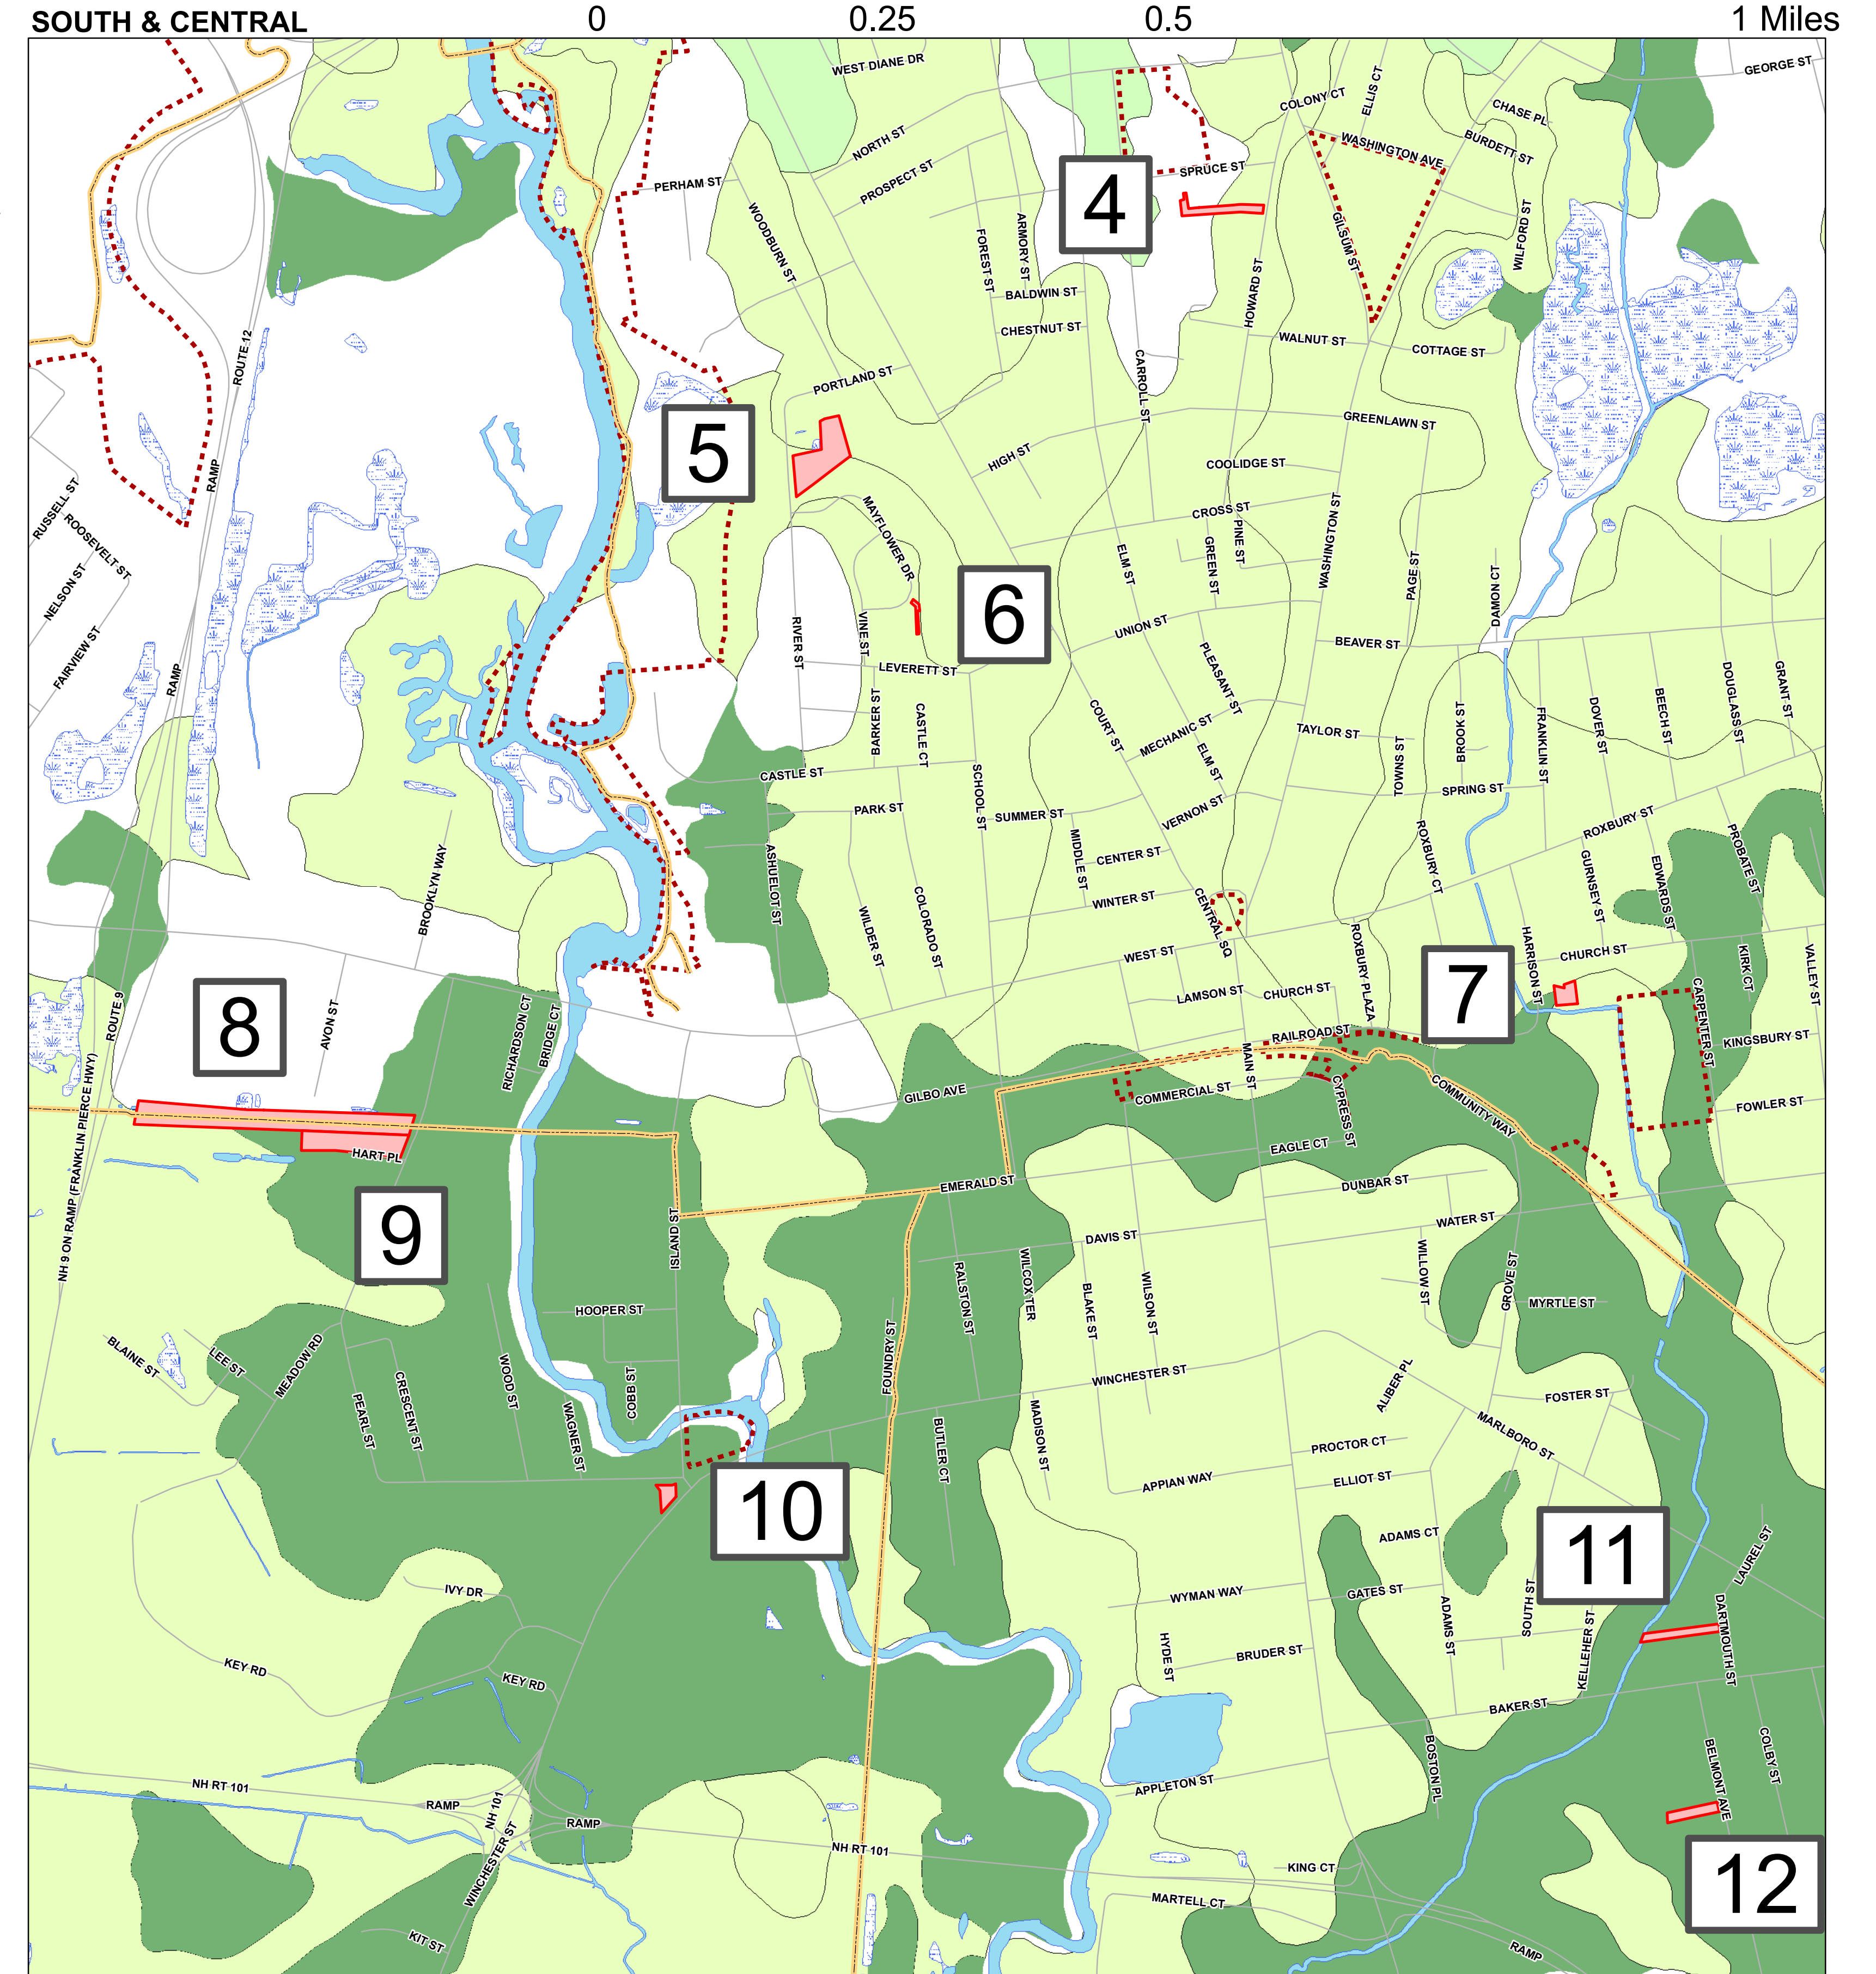 SOUTH & CENTRAL
0
0.25
0.5
1 Miles
WEST DIANE DR
GEORGE ST
ELLIS CT
COLONY CT
CHASE PL
NORTH ST
WASHINGTON AVE
BURDETT ST
PROSPECT ST
SPRUCE ST
PERHAM ST
4
WOODBURN ST
GILSUM ST
WILFORD ST
FOREST ST
ARMORY ST
HOWARD ST
BALDWIN ST
CHESTNUT ST
WALNUT ST
COTTAGE ST
ROUTE 12
CARROLL ST
PORTLAND ST
GREENLAWN ST
5
HIGH ST
COOLIDGE ST
RAMP
RUSSELL ST
ROOSEVELT ST
MAYFLOWER DR
CROSS ST
PINE ST
WASHINGTON ST
GREEN ST
ELM ST
PAGE ST
DAMON CT
NELSON ST
6
FAIRVIEW ST
RIVER ST
VINE ST
UNION ST
BEAVER ST
LEVERETT ST
PLEASANT ST
RAMP
BARKER ST
CASTLE CT
COURT ST
MECHANIC ST
TAYLOR ST
BROOK ST
FRANKLIN ST
DOVER ST
BEECH ST
DOUGLASS ST
GRANT ST
ELM ST
TOWNS ST
CASTLE ST
SCHOOL ST
SPRING ST
PARK ST
SUMMER ST
VERNON ST
ROXBURY ST
MIDDLE ST
CENTER ST
ROXBURY CT
GURNSEY ST
EDWARDS ST
PROBATE ST
BROOKLYN WAY
ASHUELOT ST
WINTER ST
CENTRAL SQ
WILDER ST
COLORADO ST
WEST ST
ROXBURY PLAZA
HARRISON ST
CHURCH ST
KIRK CT
VALLEY ST
7
LAMSON ST
CHURCH ST
CARPENTER ST
ROUTE 9
8
AVON ST
RICHARDSON CT
BRIDGE CT
RAILROAD ST
MAIN ST
KINGSBURY ST
GILBO AVE
COMMERCIAL ST
CYPRESS ST
COMMUNITY WAY
FOWLER ST
HART PL
NH 9 ON RAMP (FRANKLIN PIERCE HWY)
EAGLE CT
EMERALD ST
DUNBAR ST
9
ISLAND ST
DAVIS ST
WATER ST
RALSTON ST
WILCOX TER
BLAKE ST
WILSON ST
WILLOW ST
GROVE ST
MYRTLE ST
HOOPER ST
BLAINE ST
LEE ST
MEADOW RD
FOUNDRY ST
WINCHESTER ST
ALIBER PL
FOSTER ST
PEARL ST
CRESCENT ST
WOOD ST
WAGNER ST
COBB ST
BUTLER CT
MADISON ST
MARLBORO ST
PROCTOR CT
APPIAN WAY
ELLIOT ST
10
ADAMS CT
11
LAUREL ST
IVY DR
WYMAN WAY
GATES ST
ADAMS ST
SOUTH ST
KELLEHER ST
DARTMOUTH ST
KEY RD
KEY RD
HYDE ST
BRUDER ST
BAKER ST
BOSTON PL
BELMONT AVE
COLBY ST
NH RT 101
APPLETON ST
RAMP
NH 101
RAMP
WINCHESTER ST
NH RT 101
KING CT
12
MARTELL CT
KIT ST
RAMP